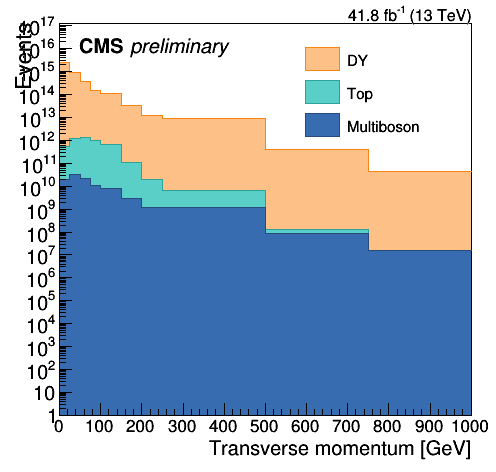 41.8 fb⁻¹ (13 TeV)
CMS preliminary
Events
DY
Top
Multiboson
10¹⁷
10¹⁶
10¹⁵
10¹⁴
10¹³
10¹²
10¹¹
10¹⁰
10⁹
10⁸
10⁷
10⁶
10⁵
10⁴
10³
10²
10
1
0 100 200 300 400 500 600 700 800 900 1000
Transverse momentum [GeV]